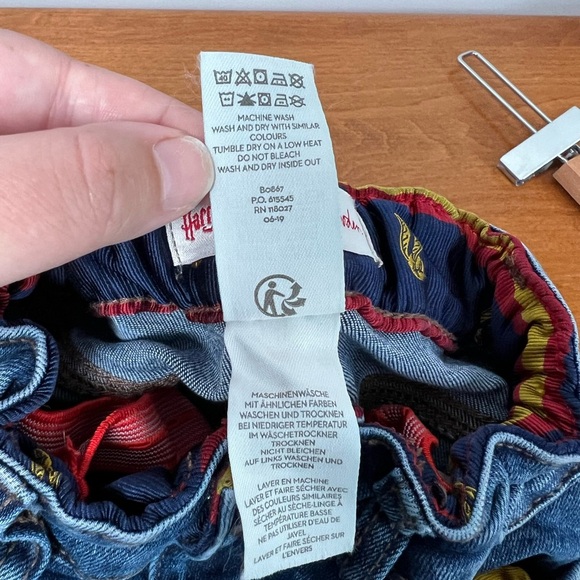 MACHINE WASH
WASH AND DRY WITH SIMILAR
COLOURS
TUMBLE DRY ON A LOW HEAT
DO NOT BLEACH
WASH AND DRY INSIDE OUT
B0867
P.O. 615545
RN 118027
06-19
MASCHINENWÄSCHE
MIT ÄHNLICHEN FARBEN
WASCHEN UND TROCKNEN
BEI NIEDRIGER TEMPERATUR
IM WÄSCHETROCKNER
TROCKNEN
NICHT BLEICHEN
AUF LINKS WASCHEN UND
TROCKNEN
LAVER EN MACHINE
LAVER ET FAIRE SÉCHER AVEC
DES COULEURS SIMILAIRES
SÉCHER AU SÈCHE-LINGE À
TEMPÉRATURE BASSE
NE PAS UTILISER D'EAU DE
JAVEL
LAVER ET FAIRE SÉCHER SUR
L'ENVERS